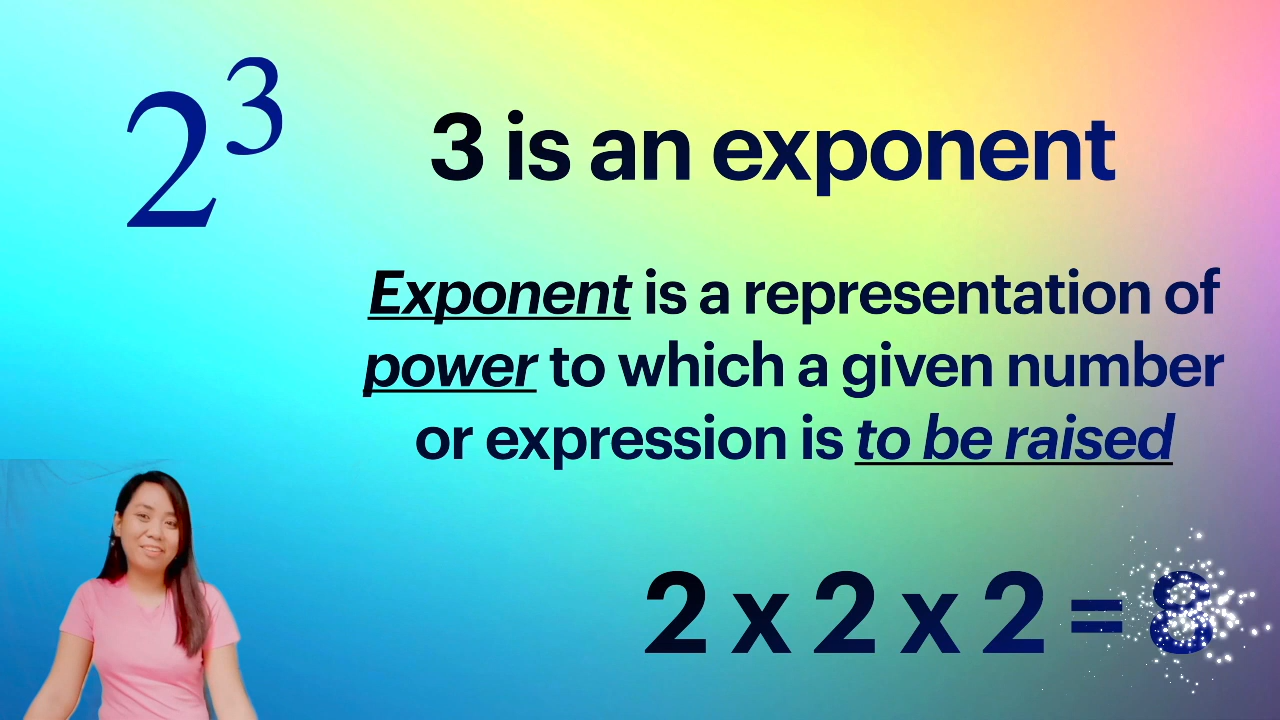 2³
3 is an exponent
Exponent is a representation of
power to which a given number
or expression is to be raised
2 x 2 x 2 = 8